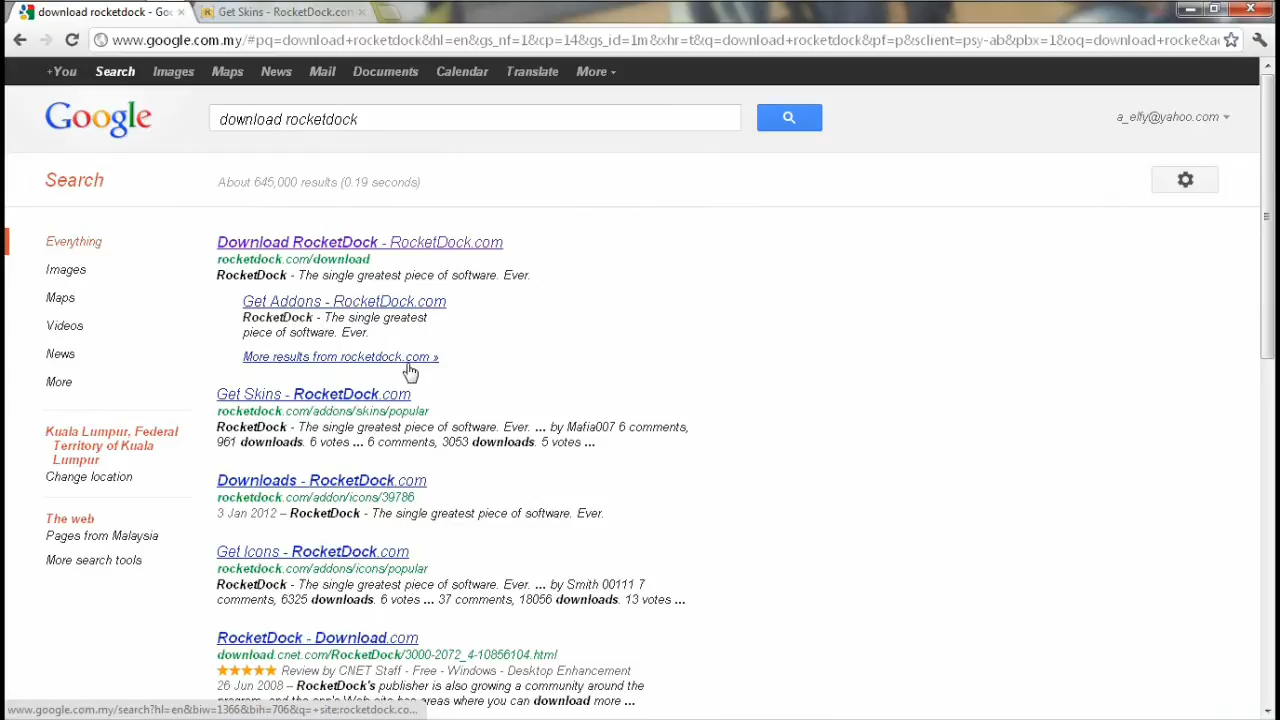 download rocketdock - Go
Get Skins - RocketDock.com
www.google.com.my/#pq=download+rocketdock&hl=en&gs_nf=1&cp=14&gs_id=1m&xhr=t&q=download+rocketdock&pf=p&sclient=psy-ab&pbx=1&oq=download+rocke&a
+You Search Images Maps News Mail Documents Calendar Translate More
Google
download rocketdock
a_elfy@yahoo.com
Search
About 645,000 results (0.19 seconds)
Everything
Images
Maps
Videos
News
More
Kuala Lumpur, Federal
Territory of Kuala
Lumpur
Change location
The web
Pages from Malaysia
More search tools
Download RocketDock - RocketDock.com
rocketdock.com/download
RocketDock - The single greatest piece of software. Ever.
Get Addons - RocketDock.com
RocketDock - The single greatest
piece of software. Ever.
More results from rocketdock.com »
Get Skins - RocketDock.com
rocketdock.com/addons/skins/popular
RocketDock - The single greatest piece of software. Ever. ... by Mafia007 6 comments,
961 downloads. 6 votes ... 6 comments, 3053 downloads. 5 votes ...
Downloads - RocketDock.com
rocketdock.com/addon/icons/39786
3 Jan 2012 – RocketDock - The single greatest piece of software. Ever.
Get Icons - RocketDock.com
rocketdock.com/addons/icons/popular
RocketDock - The single greatest piece of software. Ever. ... by Smith 00111 7
comments, 6325 downloads. 6 votes ... 37 comments, 18056 downloads. 13 votes ...
RocketDock - Download.com
download.cnet.com/RocketDock/3000-2072_4-10856104.html
Review by CNET Staff - Free - Windows - Desktop Enhancement
26 Jun 2008 – RocketDock's publisher is also growing a community around the
areas where you can download more ...
www.google.com.my/search?hl=en&biw=1366&bih=706&q=+site:rocketdock.co...